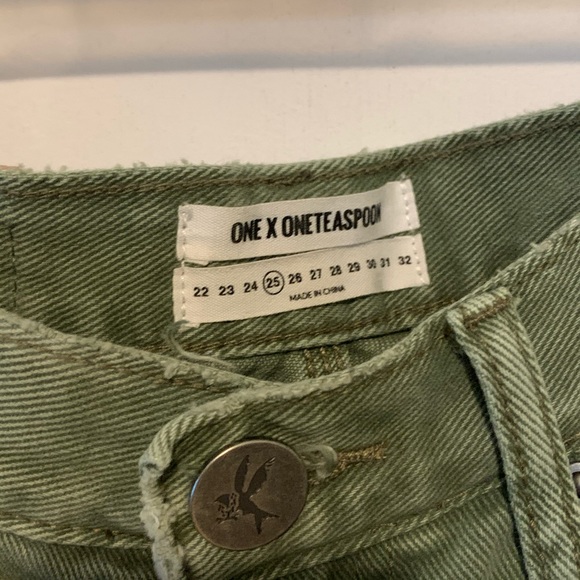 ONE X ONETEASPOON
22 23 24 25 26 27 28 29 30 31 32
MADE IN CHINA